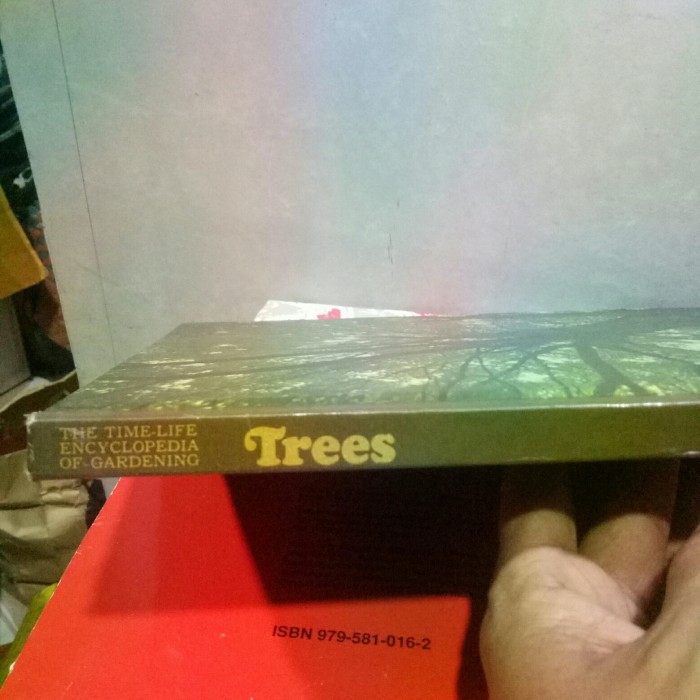 THE TIME-LIFE
ENCYCLOPEDIA
OF GARDENING
Trees
ISBN 979-581-016-2